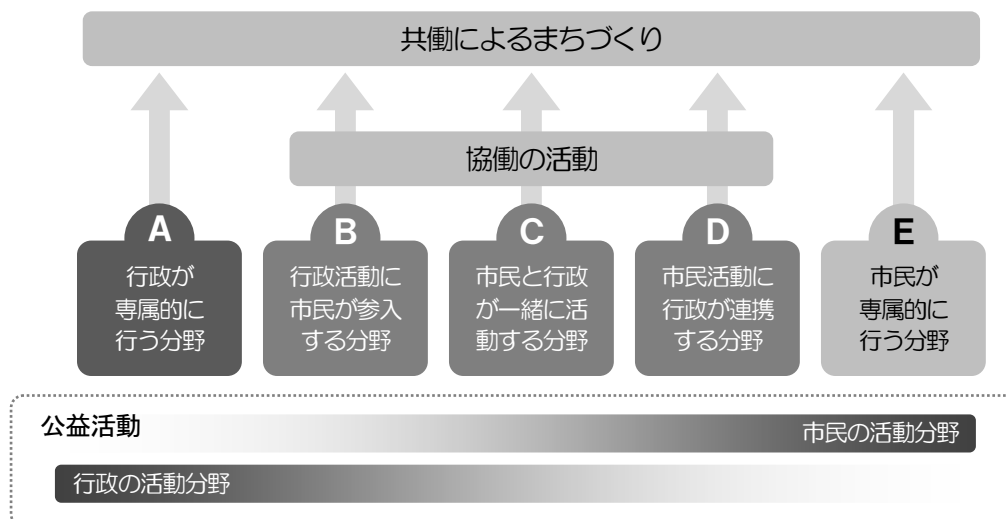 共働によるまちづくり
協働の活動
A
行政が
専属的に
行う分野
B
行政活動に
市民が参入
する分野
C
市民と行政
が一緒に活
動する分野
D
市民活動に
行政が連携
する分野
E
市民が
専属的に
行う分野
公益活動
市民の活動分野
行政の活動分野